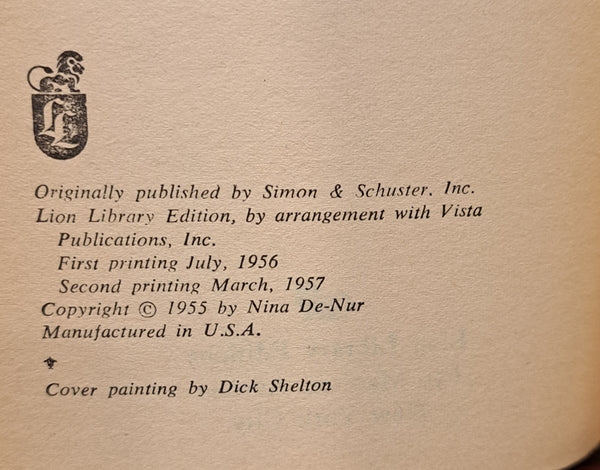 LL
Originally published by Simon & Schuster, Inc.
Lion Library Edition, by arrangement with Vista
Publications, Inc.
First printing July, 1956
Second printing March, 1957
Copyright © 1955 by Nina De-Nur
Manufactured in U.S.A.
Cover painting by Dick Shelton